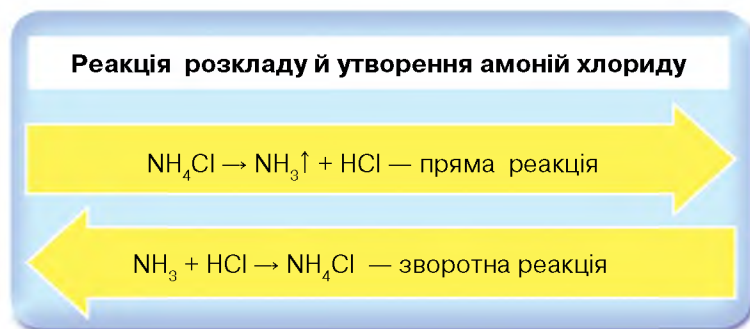 Реакція розкладу й утворення амоній хлориду
NH₄Cl → NH₃↑ + HCl — пряма реакція
NH₃ + HCl → NH₄Cl — зворотна реакція